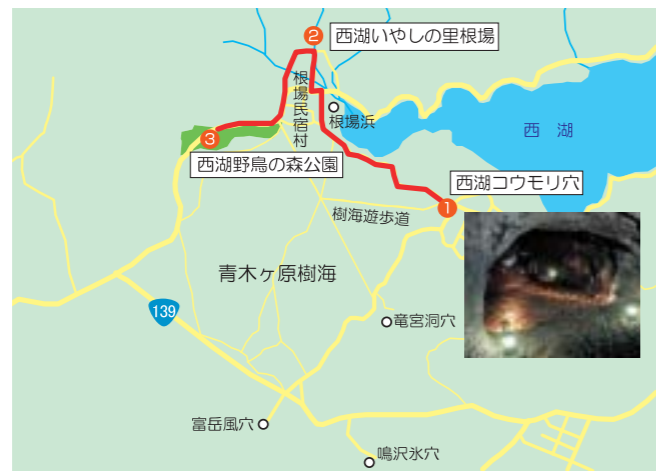 ② 西湖いやしの里根場
根場民宿村
根場浜
西 湖
③
西湖野鳥の森公園
西湖コウモリ穴
①
樹海遊歩道
青木ヶ原樹海
139
竜宮洞穴
富岳風穴
鳴沢氷穴